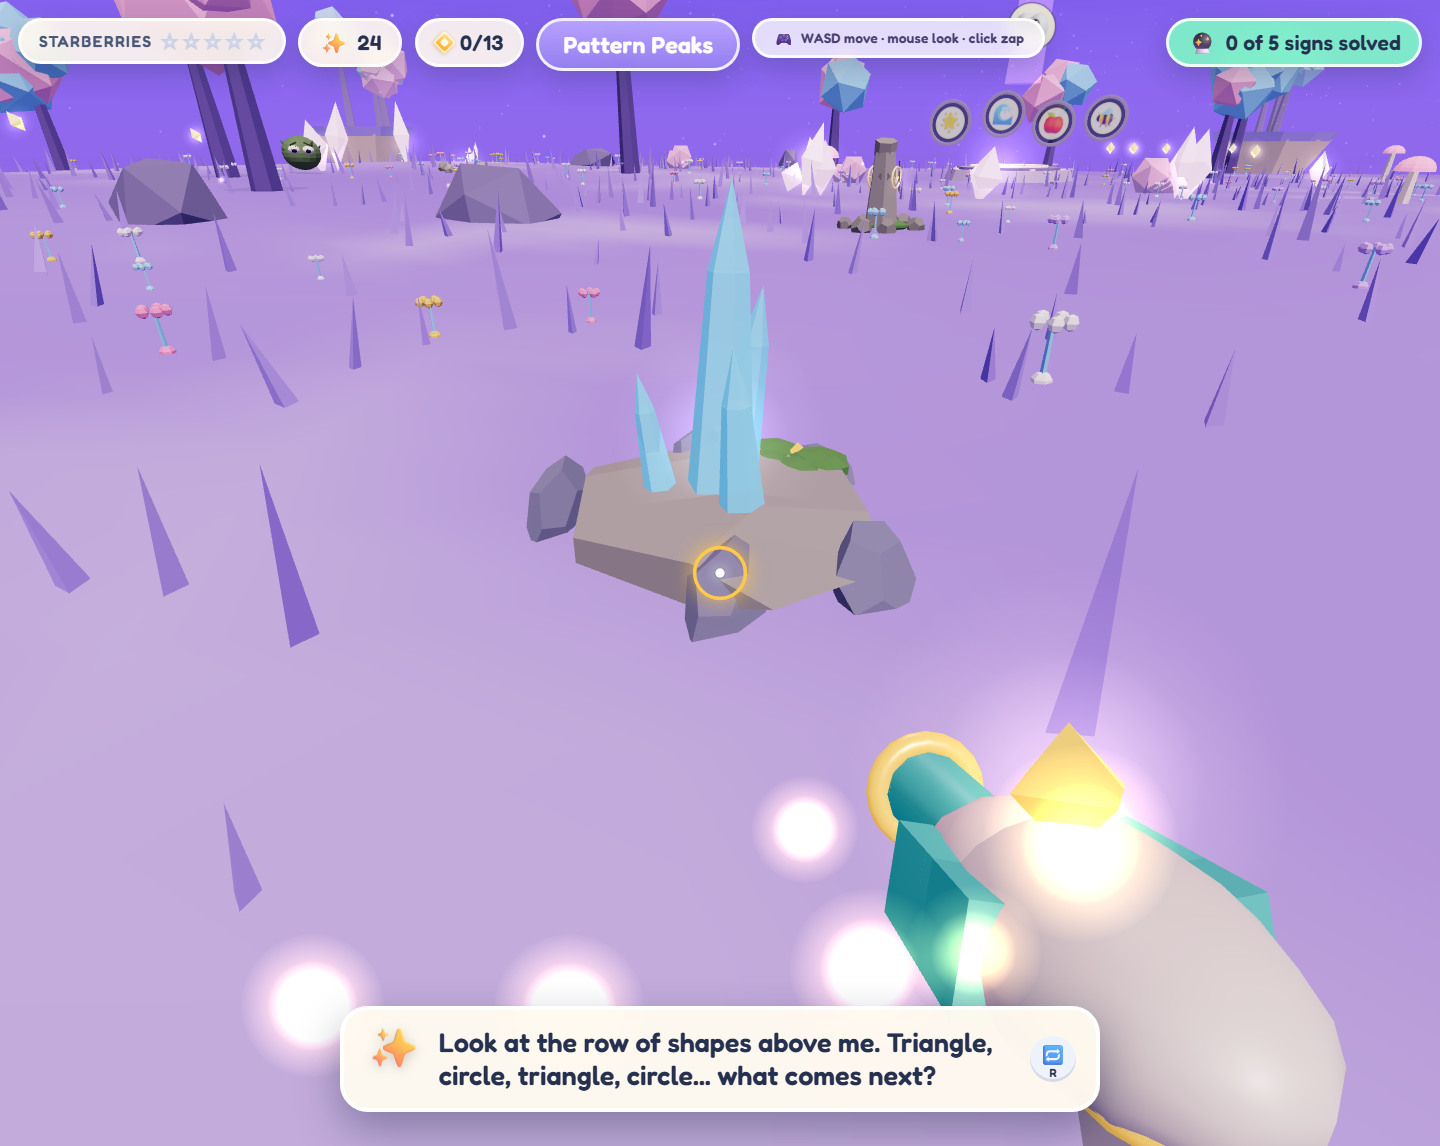 STARBERRIES
24
0/13
Pattern Peaks
WASD move · mouse look · click zap
0 of 5 signs solved
Look at the row of shapes above me. Triangle,
circle, triangle, circle... what comes next?
R